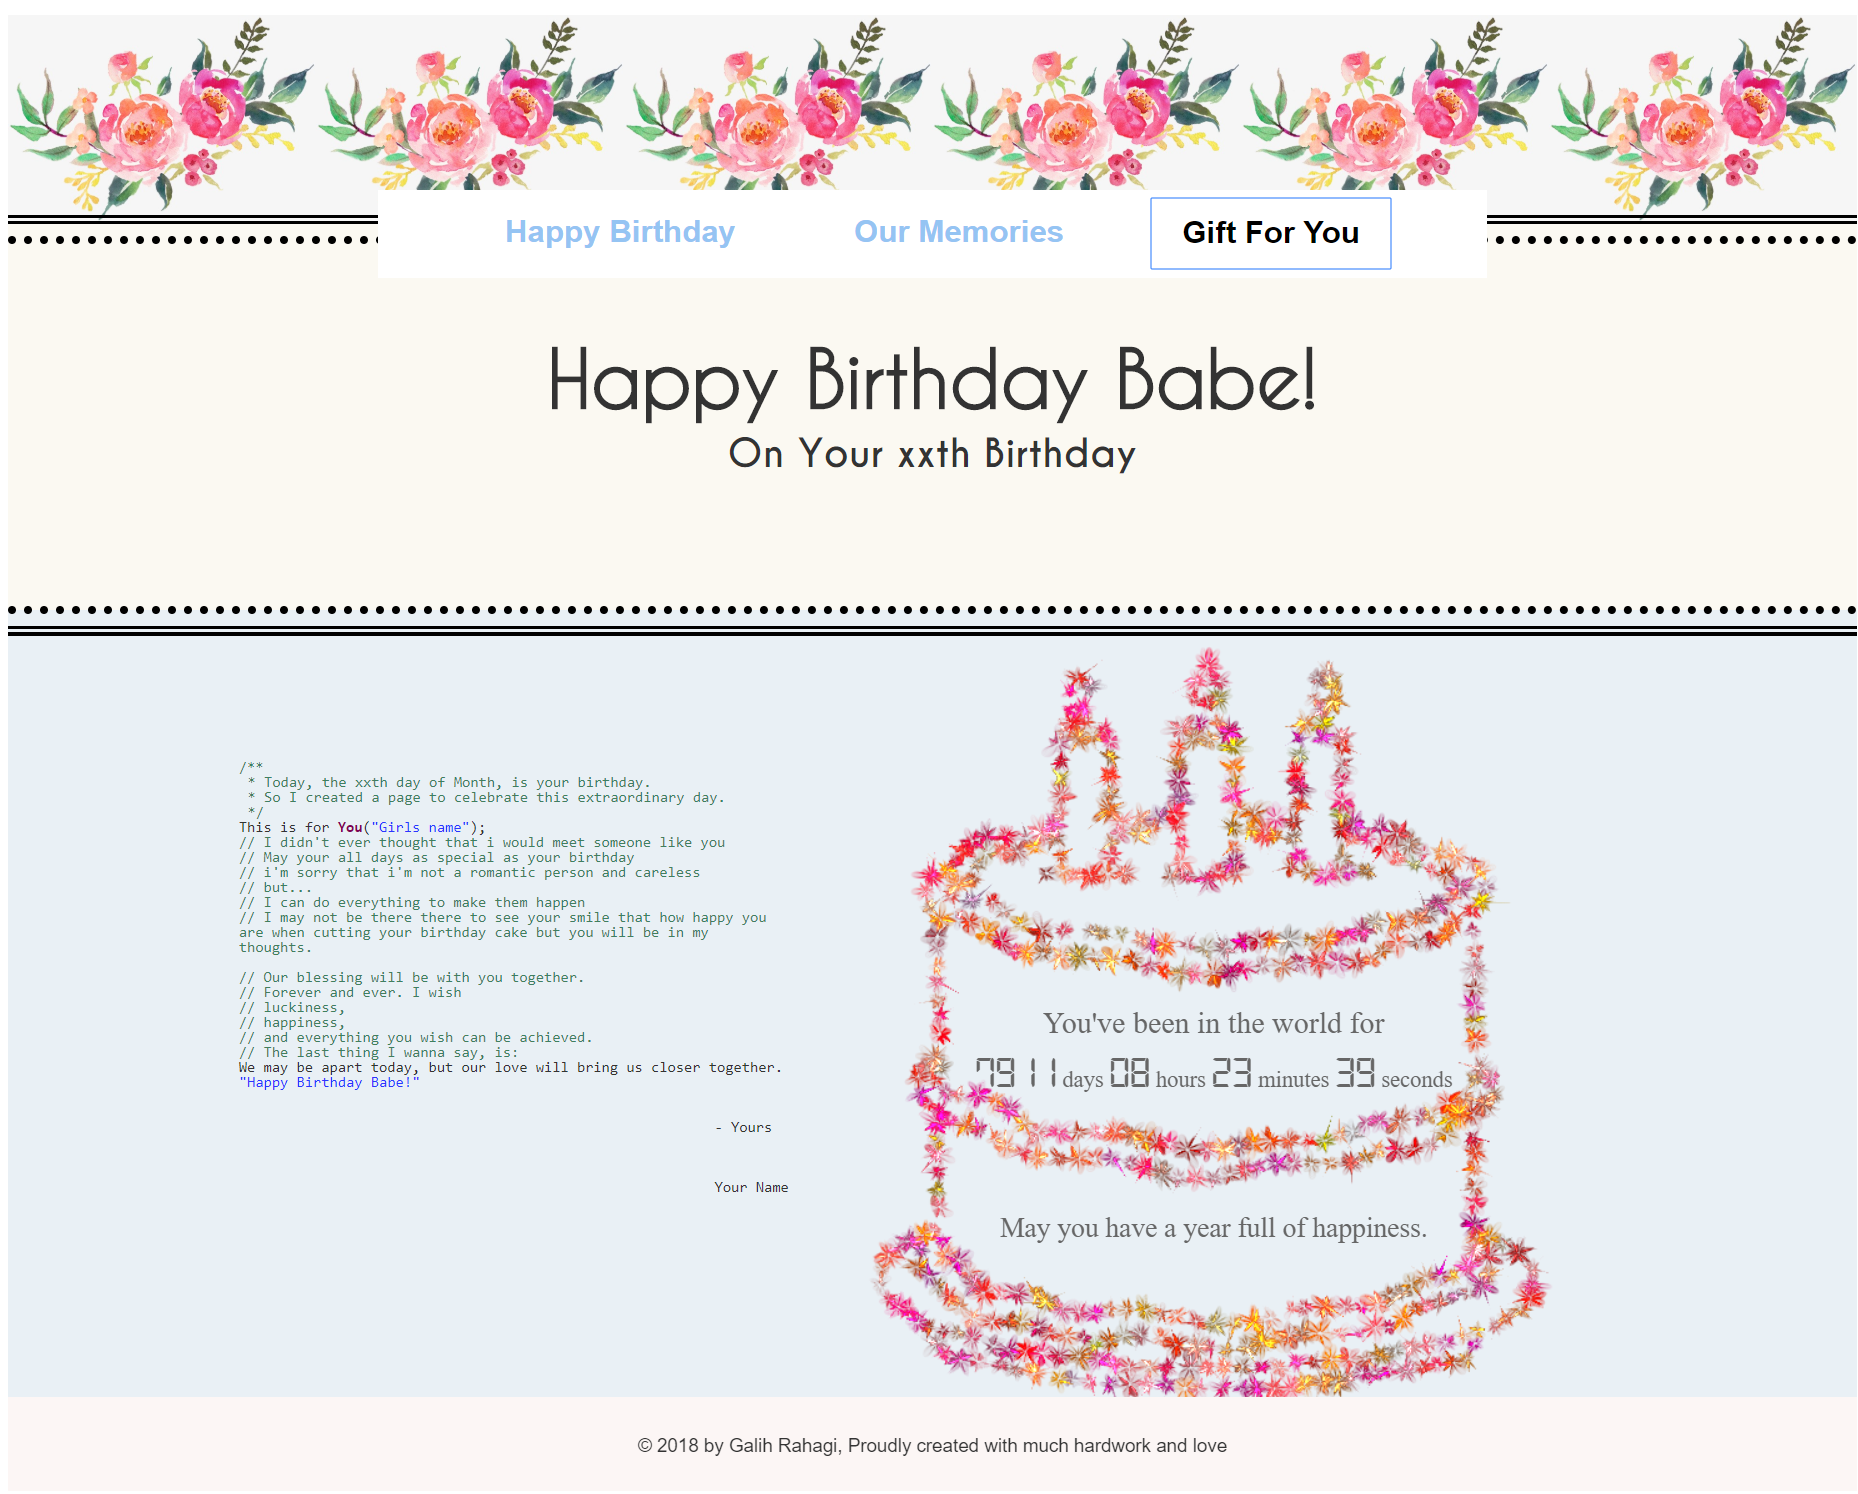 Happy Birthday
Our Memories
Gift For You
Happy Birthday Babe!
On Your xxth Birthday
/**
* Today, the xxth day of Month, is your birthday.
* So I created a page to celebrate this extraordinary day.
*/
This is for You("Girls name");
// I didn't ever thought that i would meet someone like you
// May your all days as special as your birthday
// i'm sorry that i'm not a romantic person and careless
// but...
// I can do everything to make them happen
// I may not be there there to see your smile that how happy you
are when cutting your birthday cake but you will be in my
thoughts.
// Our blessing will be with you together.
// Forever and ever. I wish
// luckiness,
// happiness,
// and everything you wish can be achieved.
// The last thing I wanna say, is:
We may be apart today, but our love will bring us closer together.
"Happy Birthday Babe!"
- Yours
Your Name
You've been in the world for
7911 days 08 hours 23 minutes 39 seconds
May you have a year full of happiness.
© 2018 by Galih Rahagi, Proudly created with much hardwork and love